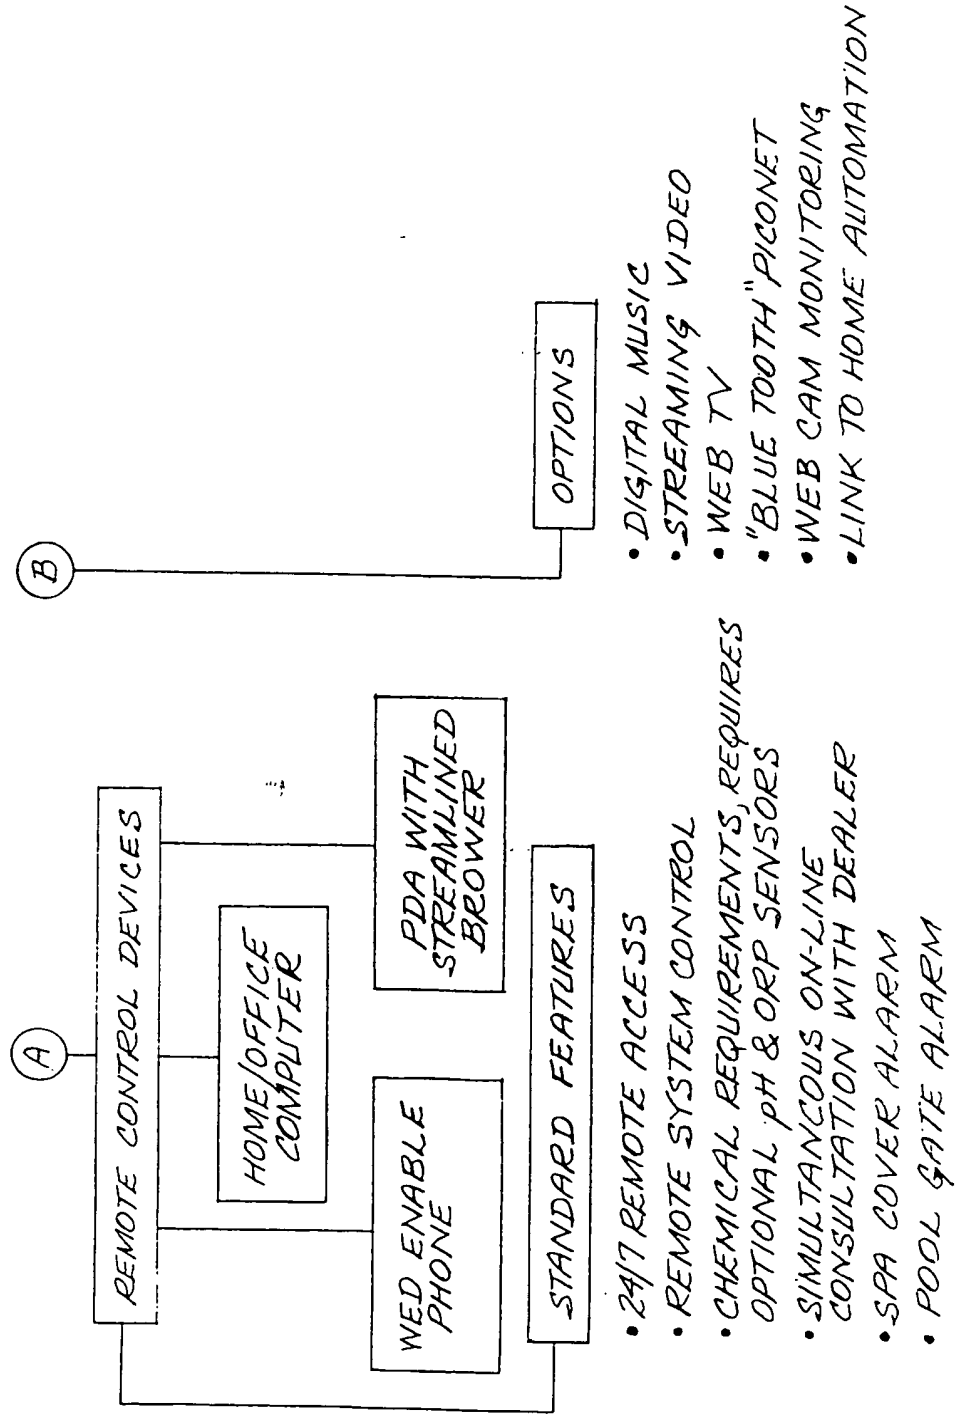 A
REMOTE CONTROL DEVICES
HOME/OFFICE
COMPUTER
WED ENABLE
PHONE
PDA WITH
STREAMLINED
BROWER
STANDARD FEATURES
• 24/7 REMOTE ACCESS
• REMOTE SYSTEM CONTROL
• CHEMICAL REQUIREMENTS, REQUIRES
OPTIONAL pH & ORP SENSORS
• SIMULTANCOUS ON-LINE
CONSULTATION WITH DEALER
• SPA COVER ALARM
• POOL GATE ALARM
B
OPTIONS
• DIGITAL MUSIC
• STREAMING VIDEO
• WEB TV
• "BLUE TOOTH" PICONET
• WEB CAM MONITORING
• LINK TO HOME AUTOMATION